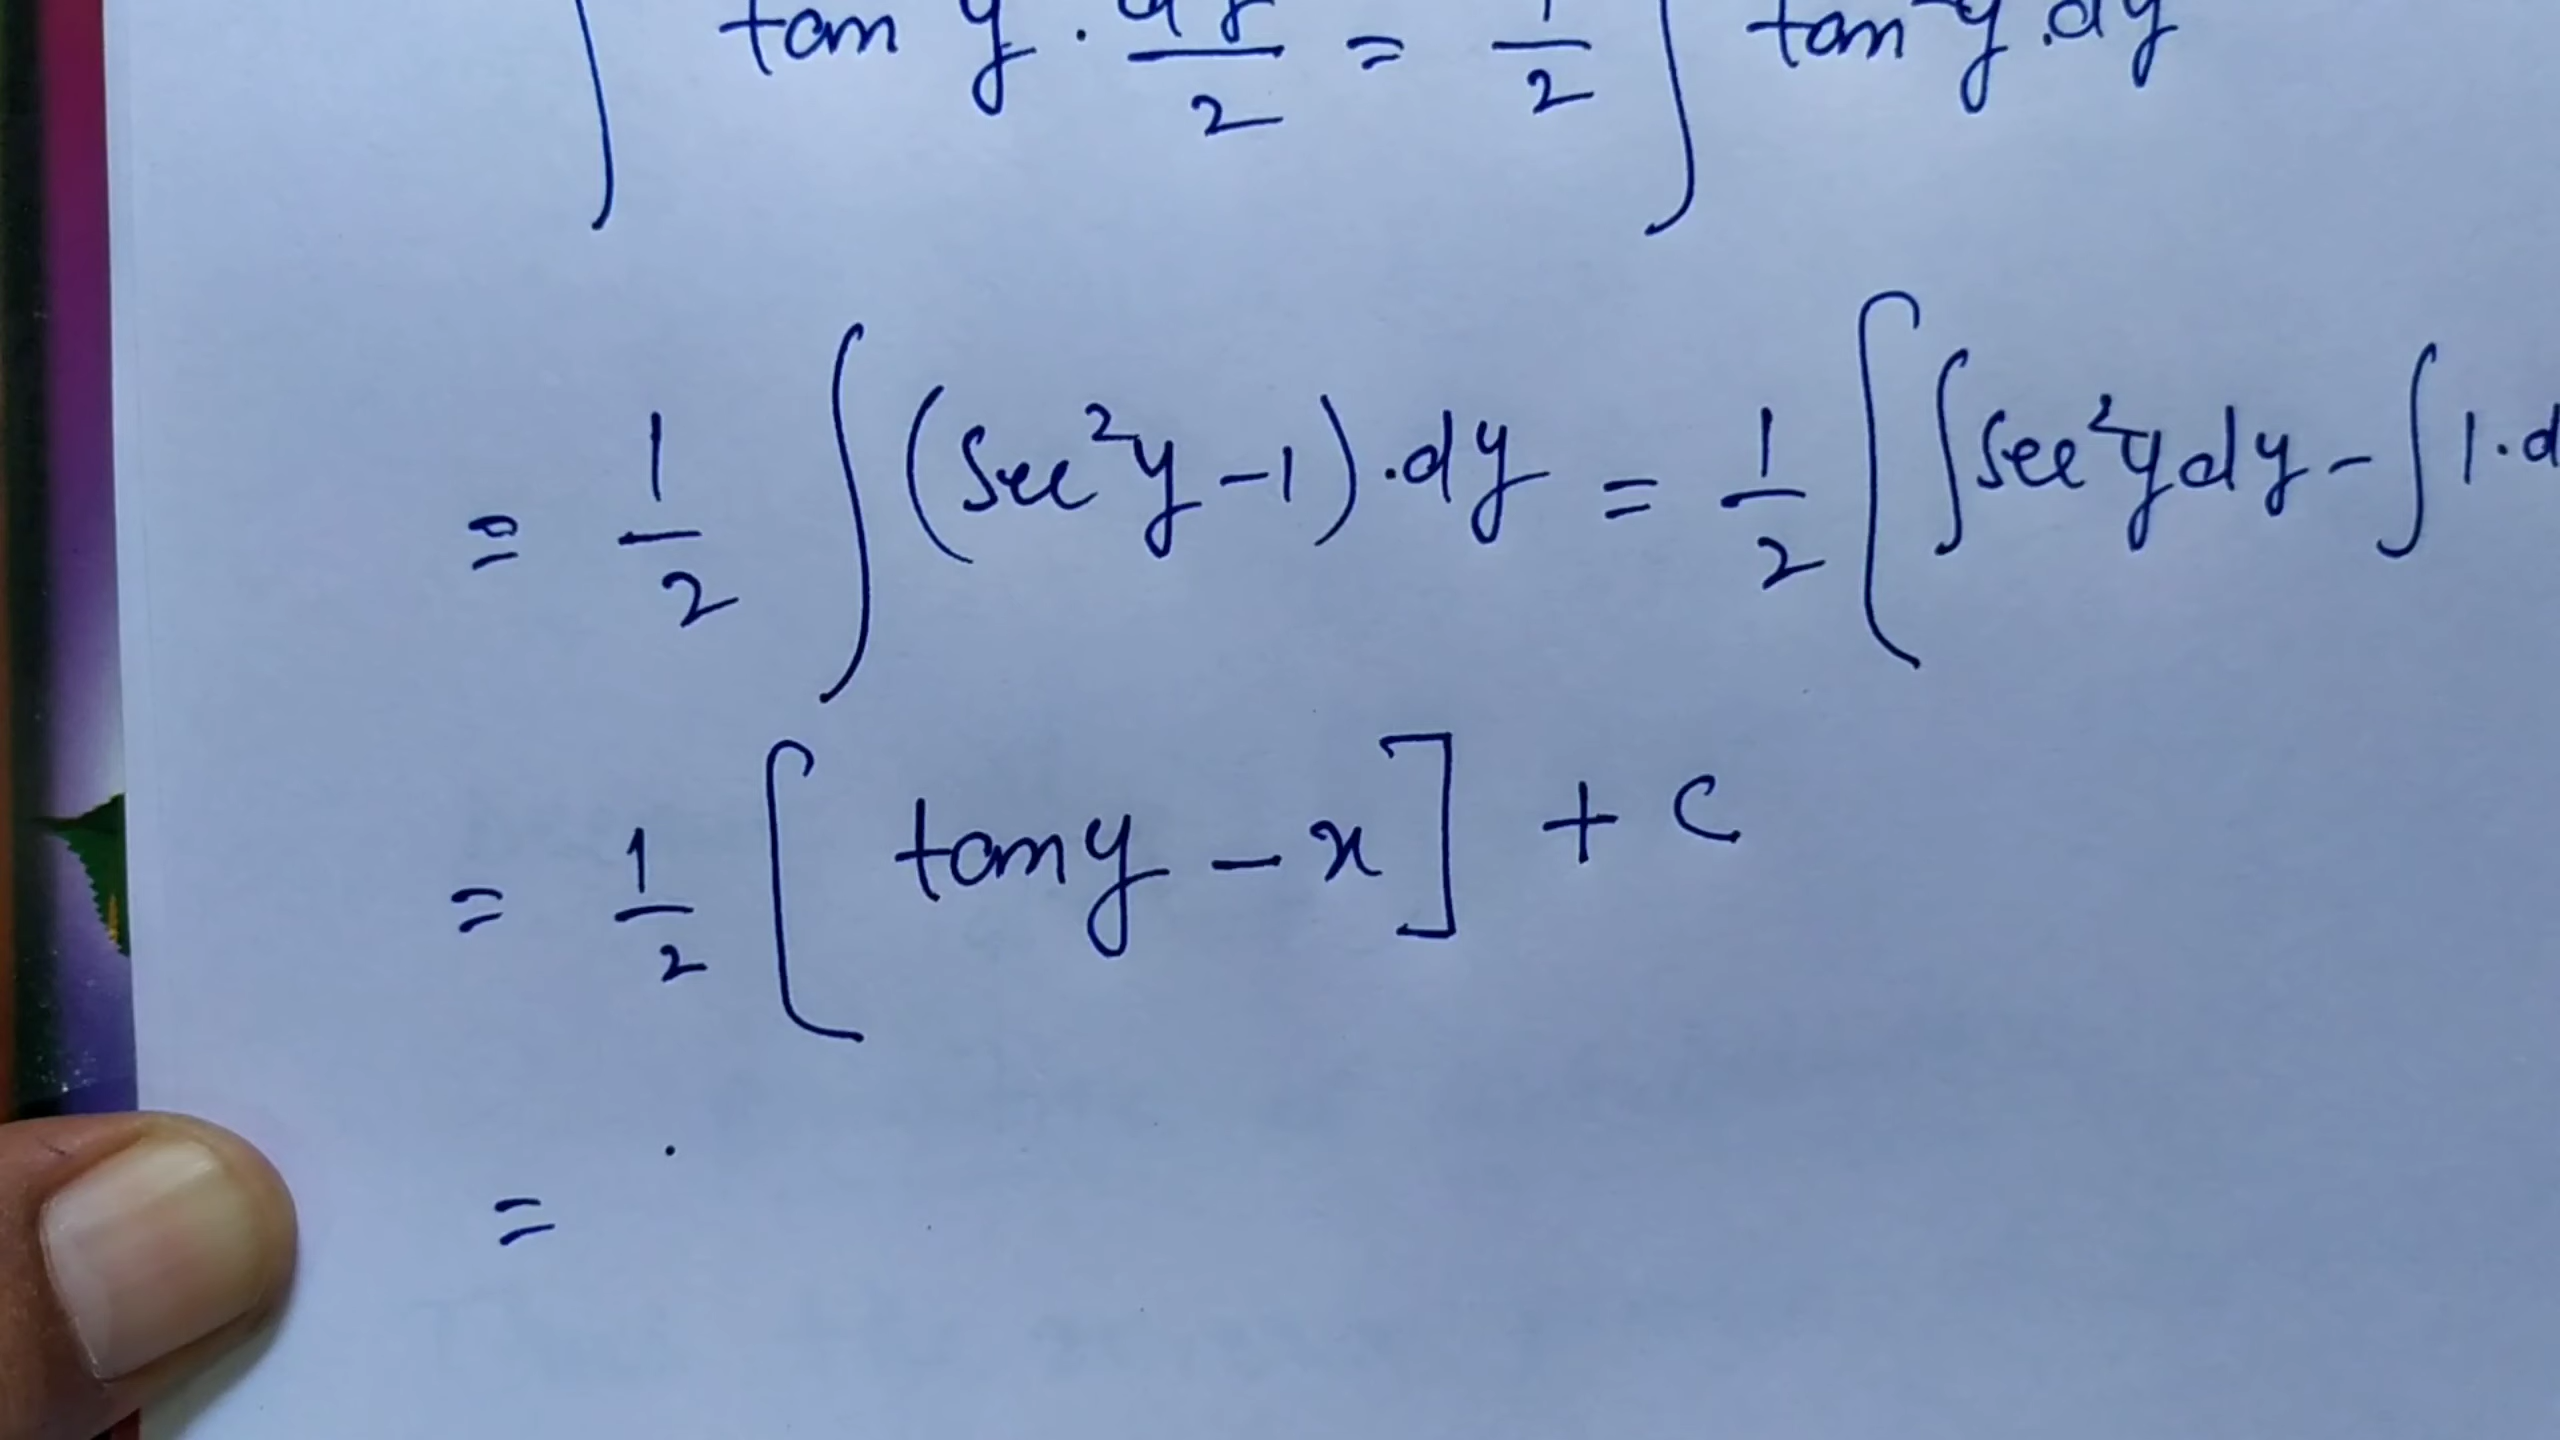 ∫ tan y . dy/2 = 1/2 ∫ tan²y . dy
= 1/2 ∫ (sec²y - 1) . dy = 1/2 [ ∫ sec²y dy - ∫ 1 . d
= 1/2 [ tan y - x ] + c
=